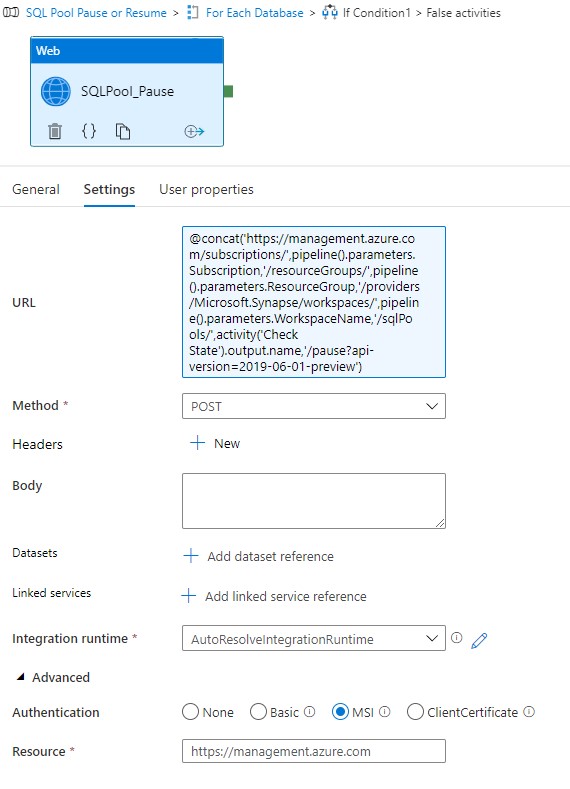 SQL Pool Pause or Resume > For Each Database > If Condition1 > False activities
Web
SQLPool_Pause
{}
General Settings User properties
URL
@concat('https://management.azure.co
m/subscriptions/',pipeline().parameters.
Subscription,'/resourceGroups/',pipeline
().parameters.ResourceGroup,'/providers
/Microsoft.Synapse/workspaces/',pipelin
e().parameters.WorkspaceName,'/sqlPo
ols/',activity('Check
State').output.name,'/pause?api-
version=2019-06-01-preview')
Method * POST
Headers + New
Body
Datasets + Add dataset reference
Linked services + Add linked service reference
Integration runtime * AutoResolveIntegrationRuntime
Advanced
Authentication None Basic MSI ClientCertificate
Resource * https://management.azure.com